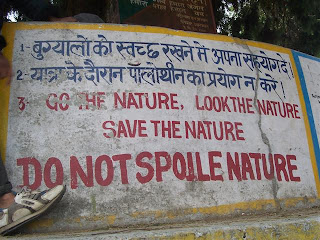 1- बुग्यालों को स्वच्छ रखने में अपना सहयोग दें
2- यात्रा के दौरान पॉलीथीन का प्रयोग न करें
3. GO THE NATURE, LOOK THE NATURE
SAVE THE NATURE
DO NOT SPOILE NATURE